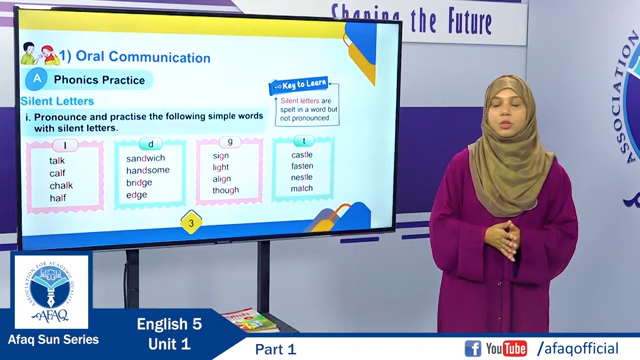 Shaping the Future
1) Oral Communication
A Phonics Practice
Silent Letters
Key to Learn
Silent letters are
spelt in a word but
not pronounced.
i. Pronounce and practise the following simple words
with silent letters.
l
talk
calf
chalk
half
d
sandwich
handsome
bridge
edge
g
sign
light
align
though
t
castle
fasten
nestle
match
3
ASSOCIATION FOR ACADEMIC QUALITY
AFAQ
Afaq Sun Series
English 5
Unit 1
Part 1
f YouTube /afaqofficial